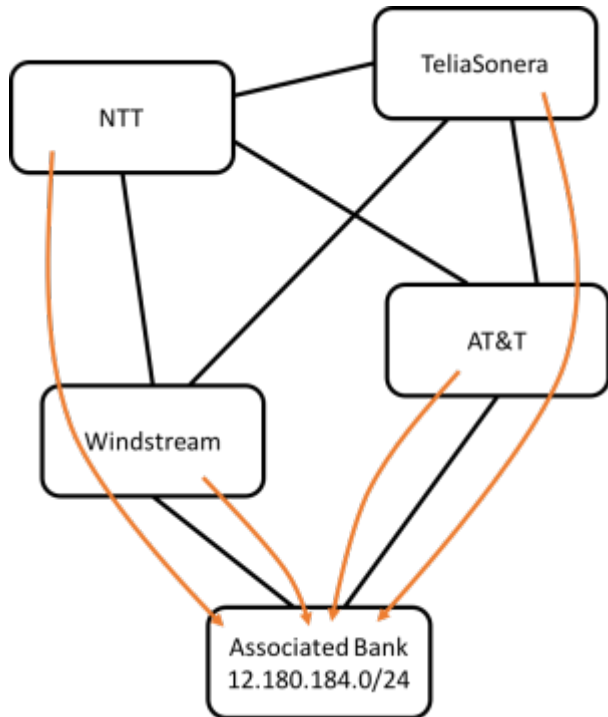 TeliaSonera
NTT
AT&T
Windstream
Associated Bank
12.180.184.0/24